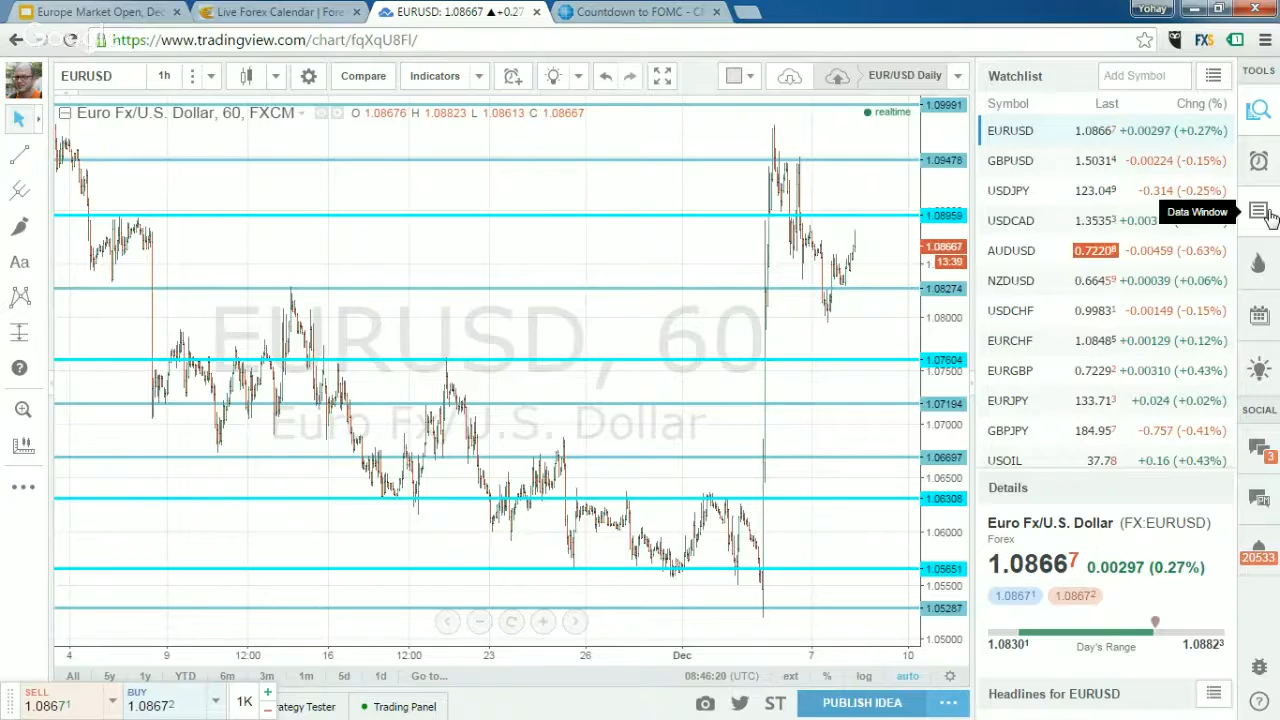 Europe Market Open, De
Live Forex Calendar | Fore
EURUSD: 1.08667 ▲+0.27
Countdown to FOMC - C
Yohay
https://www.tradingview.com/chart/fqXqU8Fl/
FXS
1
EURUSD
1h
Compare
Indicators
EUR/USD Daily
Watchlist
Add Symbol
TOOLS
Euro Fx/U.S. Dollar, 60, FXCM
O 1.08676 H 1.08823 L 1.08613 C 1.08667
realtime
EURUSD, 60
Euro Fx/U.S. Dollar
1.09991
1.09478
1.08959
1.08667
13:39
1.08274
1.08000
1.07604
1.07500
1.07194
1.07000
1.06697
1.06500
1.06308
1.06000
1.05651
1.05500
1.05287
1.05000
4 9 12:00 16 12:00 23 26 Dec 7 10
All 5y 1y YTD 6m 3m 1m 5d 1d Go to...
08:46:20 (UTC) ext % log auto
SELL
1.08671
BUY
1.08672
1K
ategy Tester
Trading Panel
ST
PUBLISH IDEA
Symbol Last Chng (%)
EURUSD 1.08667 +0.00297 (+0.27%)
GBPUSD 1.50314 -0.00224 (-0.15%)
USDJPY 123.049 -0.314 (-0.25%)
USDCAD 1.35353 +0.003
Data Window
AUDUSD 0.72208 -0.00459 (-0.63%)
NZDUSD 0.66459 +0.00039 (+0.06%)
USDCHF 0.99831 -0.00149 (-0.15%)
EURCHF 1.08485 +0.00129 (+0.12%)
EURGBP 0.72292 +0.00310 (+0.43%)
EURJPY 133.713 +0.024 (+0.02%)
GBPJPY 184.957 -0.757 (-0.41%)
USOIL 37.78 +0.16 (+0.43%)
Details
Euro Fx/U.S. Dollar (FX:EURUSD)
Forex
1.08667 0.00297 (0.27%)
1.08671 1.08672
1.08301 Day's Range 1.08823
Headlines for EURUSD
SOCIAL
3
20533